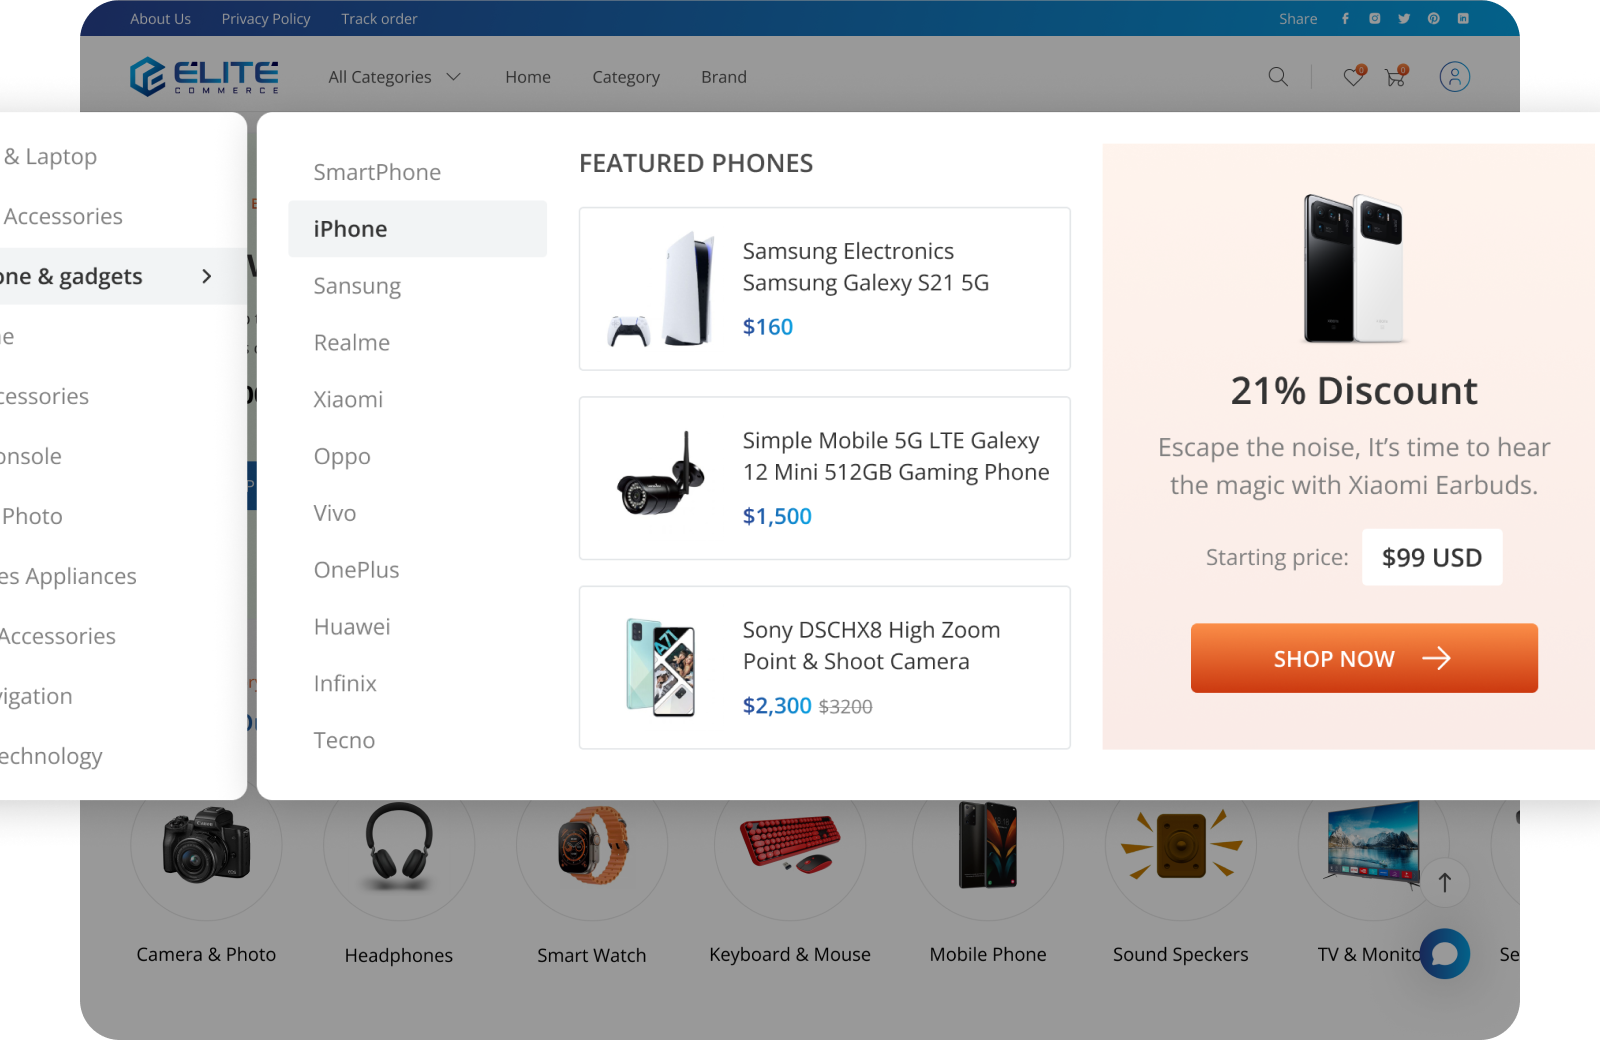 About Us Privacy Policy Track order Share
ELITE
COMMERCE
All Categories Home Category Brand
0 0
& Laptop
Accessories
one & gadgets
e
cessories
onsole
Photo
es Appliances
Accessories
vigation
echnology
SmartPhone
iPhone
Sansung
Realme
Xiaomi
Oppo
Vivo
OnePlus
Huawei
Infinix
Tecno
FEATURED PHONES
Samsung Electronics
Samsung Galexy S21 5G
$160
Simple Mobile 5G LTE Galexy
12 Mini 512GB Gaming Phone
$1,500
A71
Sony DSCHX8 High Zoom
Point & Shoot Camera
$2,300 $3200
21% Discount
Escape the noise, It’s time to hear
the magic with Xiaomi Earbuds.
Starting price: $99 USD
SHOP NOW
Canon
Camera & Photo
Headphones
Smart Watch
Keyboard & Mouse
Mobile Phone
Sound Speckers
TV & Monito
Se